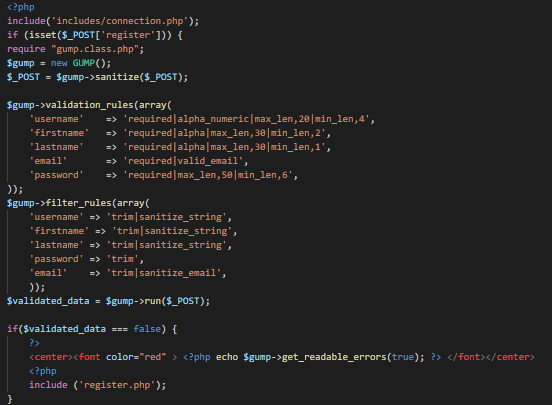 <?php
include('includes/connection.php');
if (isset($_POST['register'])) {
require "gump.class.php";
$gump = new GUMP();
$_POST = $gump->sanitize($_POST);

$gump->validation_rules(array(
    'username'    => 'required|alpha_numeric|max_len,20|min_len,4',
    'firstname'   => 'required|alpha|max_len,30|min_len,2',
    'lastname'    => 'required|alpha|max_len,30|min_len,1',
    'email'       => 'required|valid_email',
    'password'    => 'required|max_len,50|min_len,6',
));
$gump->filter_rules(array(
    'username' => 'trim|sanitize_string',
    'firstname' => 'trim|sanitize_string',
    'lastname' => 'trim|sanitize_string',
    'password' => 'trim',
    'email'    => 'trim|sanitize_email',
    ));
$validated_data = $gump->run($_POST);

if($validated_data === false) {
    ?>
    <center><font color="red" > <?php echo $gump->get_readable_errors(true); ?> </font></center>
    <?php
    include ('register.php');
}